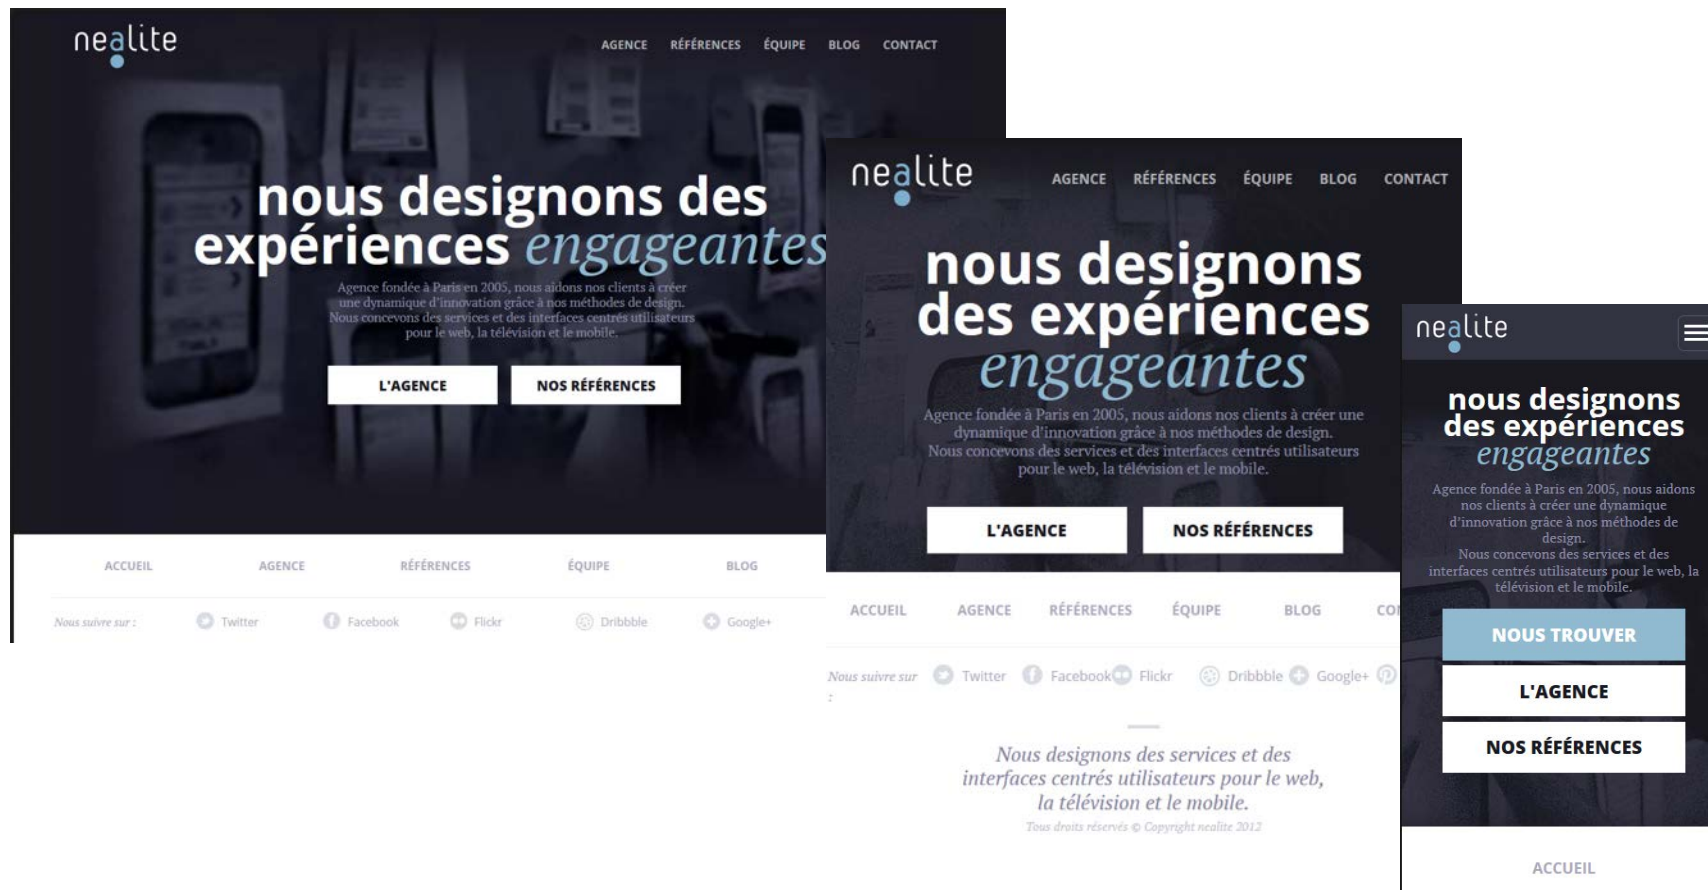 nealite
AGENCE RÉFÉRENCES ÉQUIPE BLOG CONTACT
nous designons des
expériences engageantes
Agence fondée à Paris en 2005, nous aidons nos clients à créer
une dynamique d'innovation grâce à nos méthodes de design.
Nous concevons des services et des interfaces centrés utilisateurs
pour le web, la télévision et le mobile.
L'AGENCE NOS RÉFÉRENCES
ACCUEIL AGENCE RÉFÉRENCES ÉQUIPE BLOG
Nous suivre sur : Twitter Facebook Flickr Dribbble Google+
nealite
AGENCE RÉFÉRENCES ÉQUIPE BLOG CONTACT
nous designons
des expériences
engageantes
Agence fondée à Paris en 2005, nous aidons nos clients à créer une
dynamique d'innovation grâce à nos méthodes de design.
Nous concevons des services et des interfaces centrés utilisateurs
pour le web, la télévision et le mobile.
L'AGENCE NOS RÉFÉRENCES
ACCUEIL AGENCE RÉFÉRENCES ÉQUIPE BLOG CO
Nous suivre sur Twitter Facebook Flickr Dribbble Google+
:
Nous designons des services et des
interfaces centrés utilisateurs pour le web,
la télévision et le mobile.
Tous droits réservés © Copyright nealite 2012
nealite
nous designons
des expériences
engageantes
Agence fondée à Paris en 2005, nous aidons
nos clients à créer une dynamique
d'innovation grâce à nos méthodes de
design.
Nous concevons des services et des
interfaces centrés utilisateurs pour le web, la
télévision et le mobile.
NOUS TROUVER
L'AGENCE
NOS RÉFÉRENCES
ACCUEIL